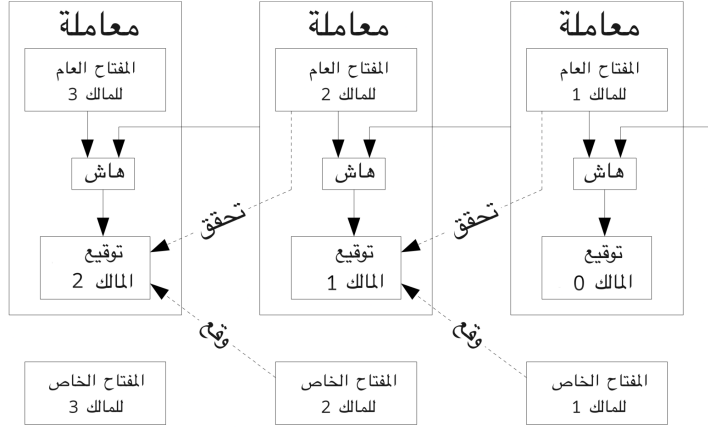 معاملة
المفتاح العام
للمالك 1
هاش
توقيع
المالك 0
معاملة
المفتاح العام
للمالك 2
هاش
تحقق
توقيع
المالك 1
وقع
معاملة
المفتاح العام
للمالك 3
هاش
تحقق
توقيع
المالك 2
وقع
المفتاح الخاص
للمالك 1
المفتاح الخاص
للمالك 2
المفتاح الخاص
للمالك 3